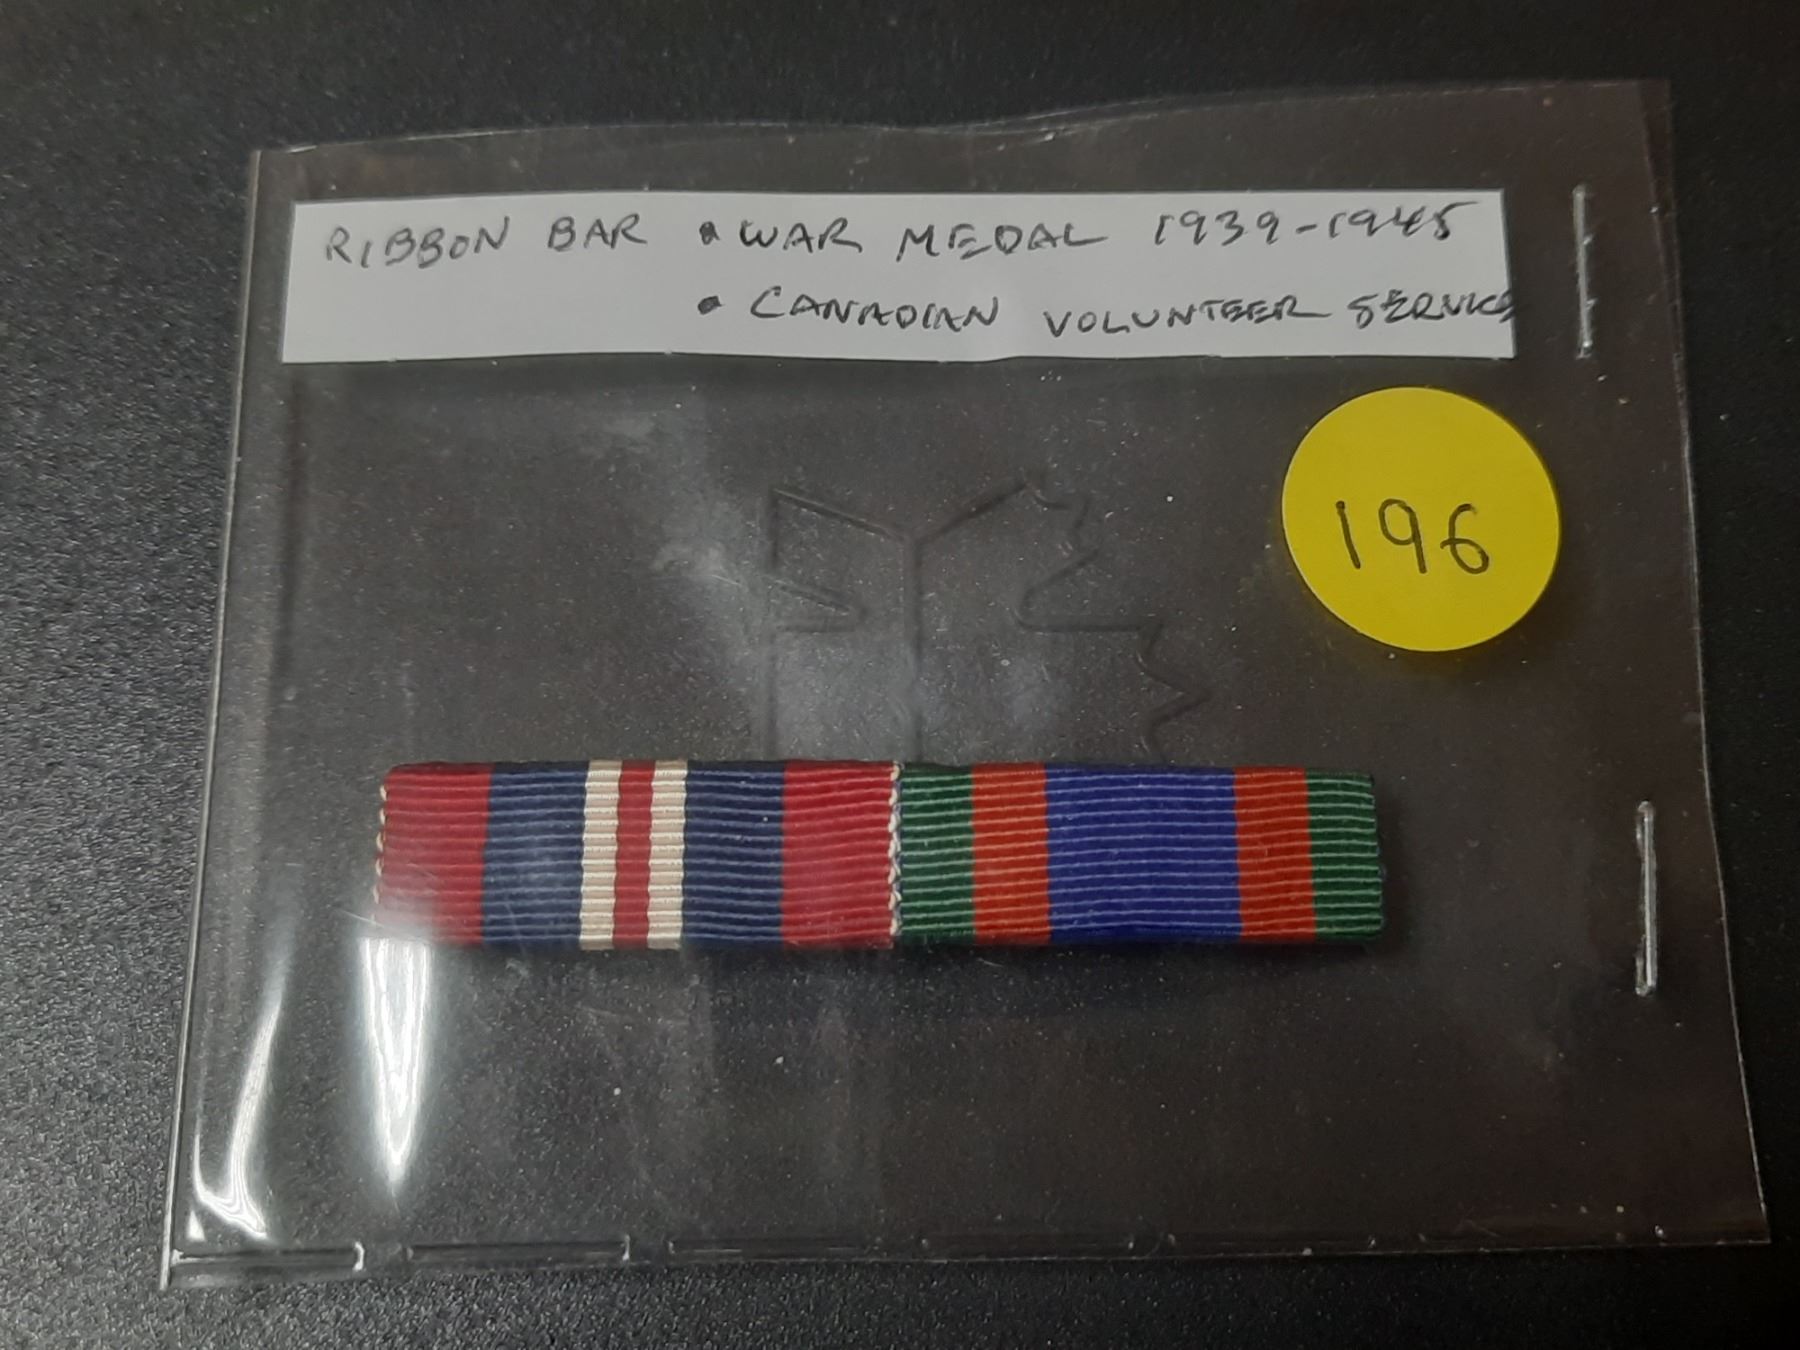 RIBBON BAR • WAR MEDAL 1939-1945
• CANADIAN VOLUNTEER SERVICE
196